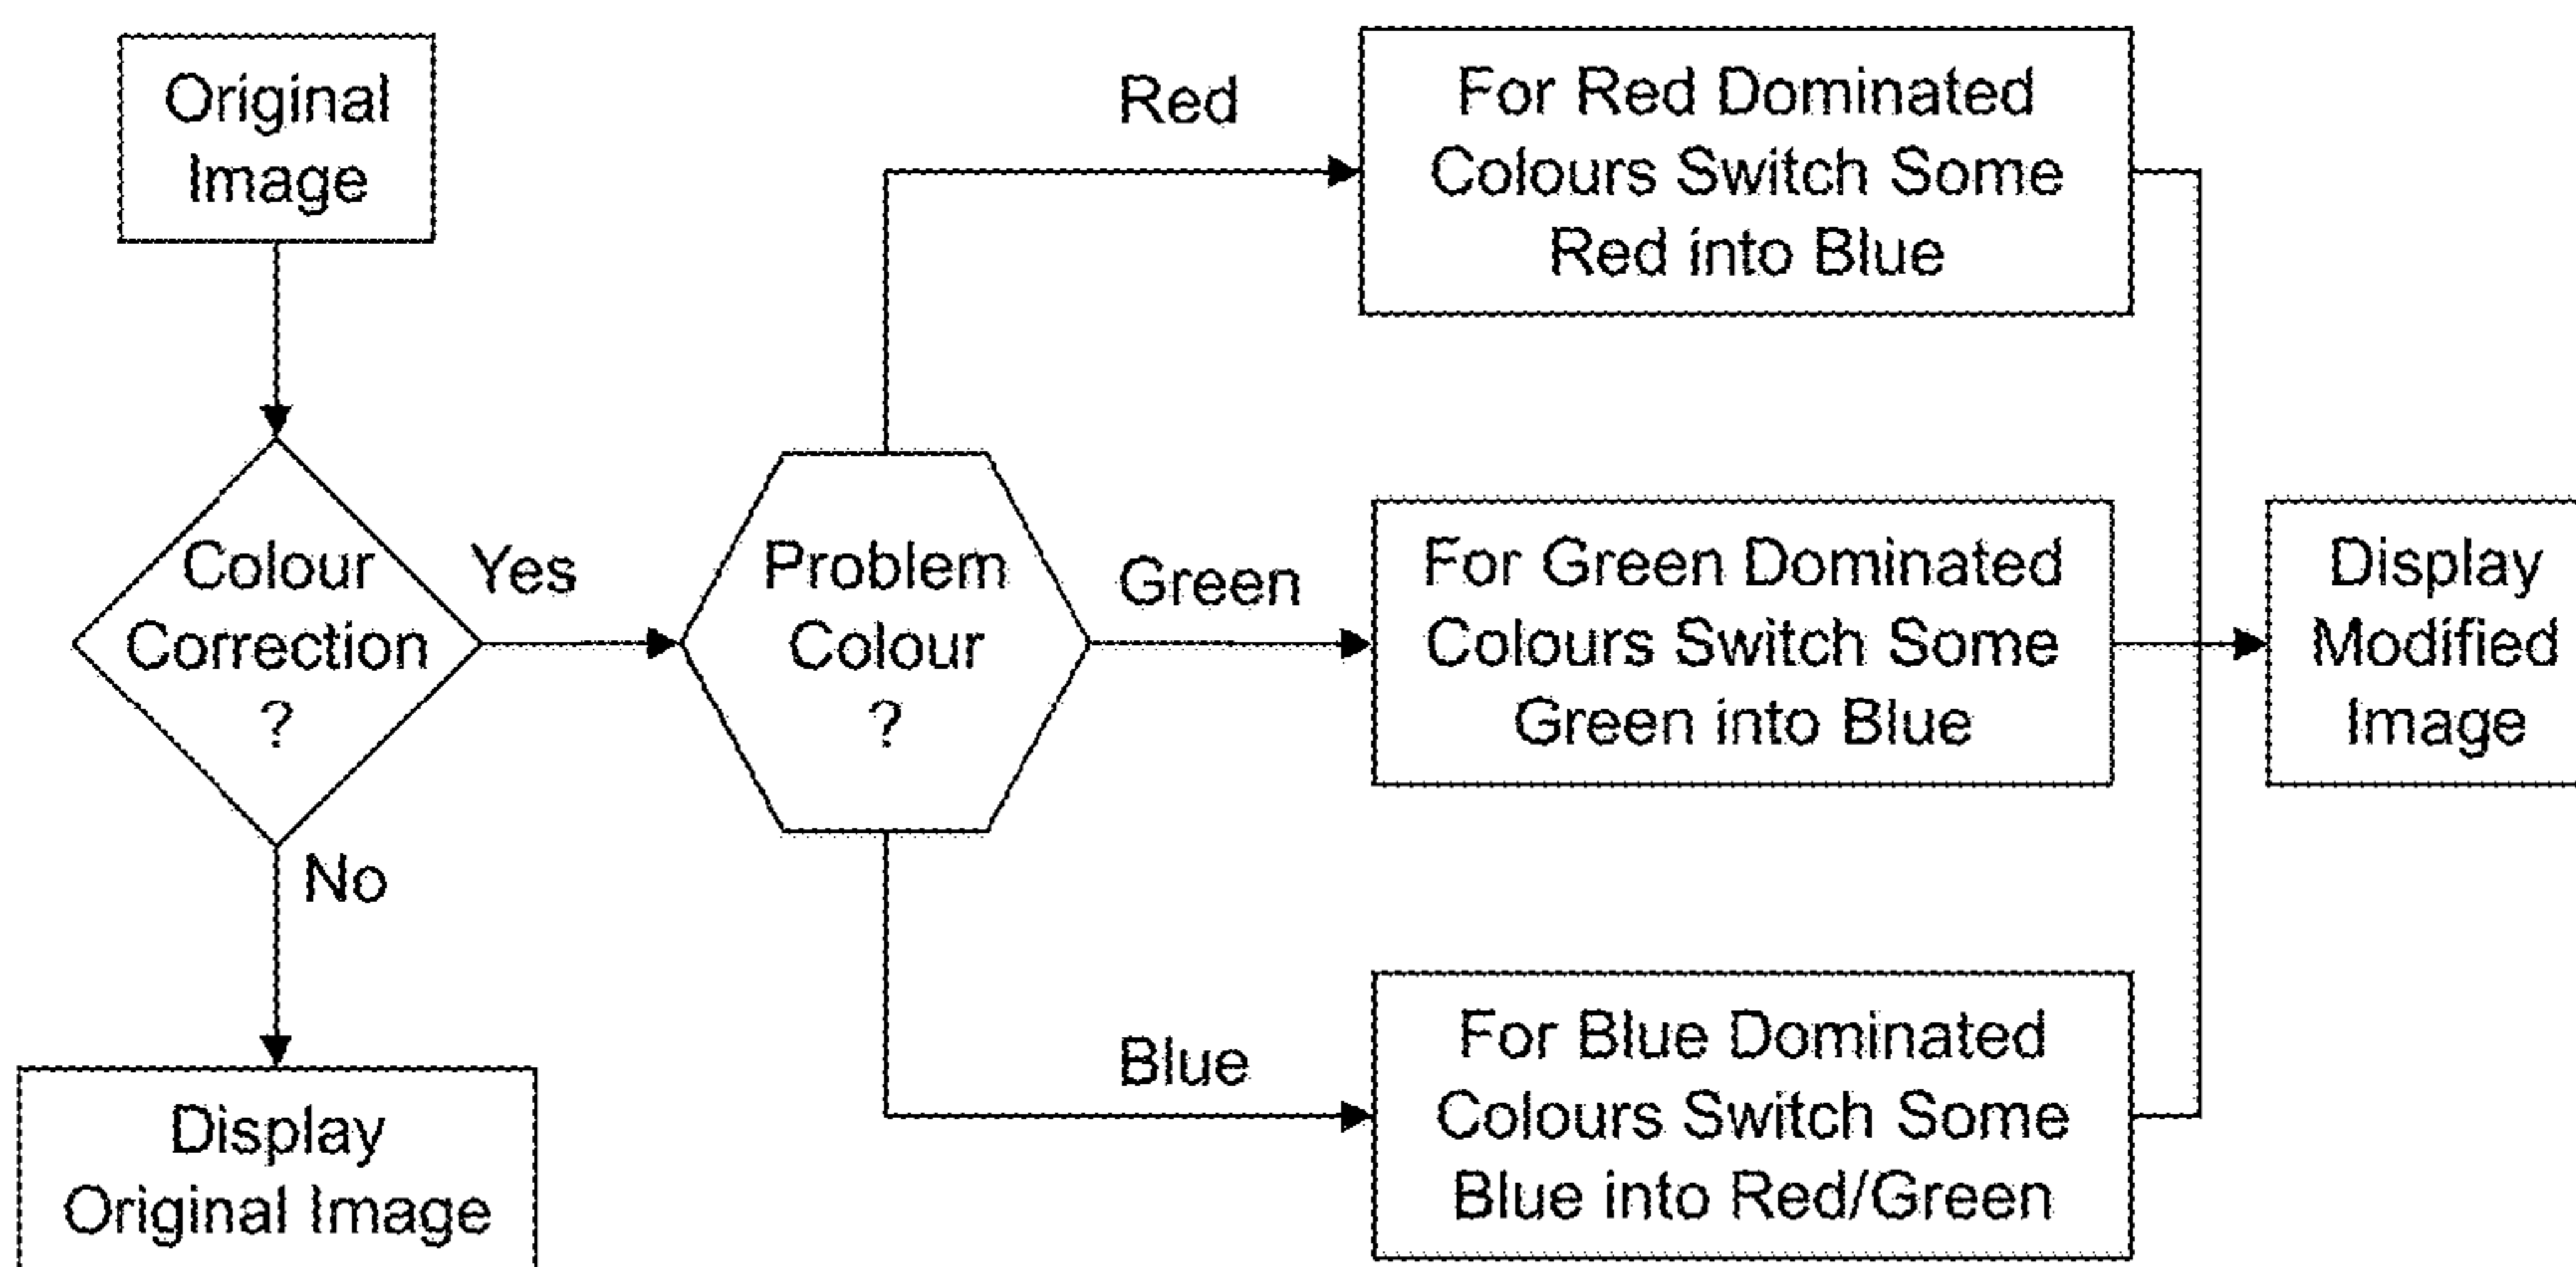 Original
Image
Colour
Correction
?
Yes
No
Display
Original Image
Problem
Colour
?
Red
For Red Dominated
Colours Switch Some
Red into Blue
Green
For Green Dominated
Colours Switch Some
Green into Blue
Blue
For Blue Dominated
Colours Switch Some
Blue into Red/Green
Display
Modified
Image